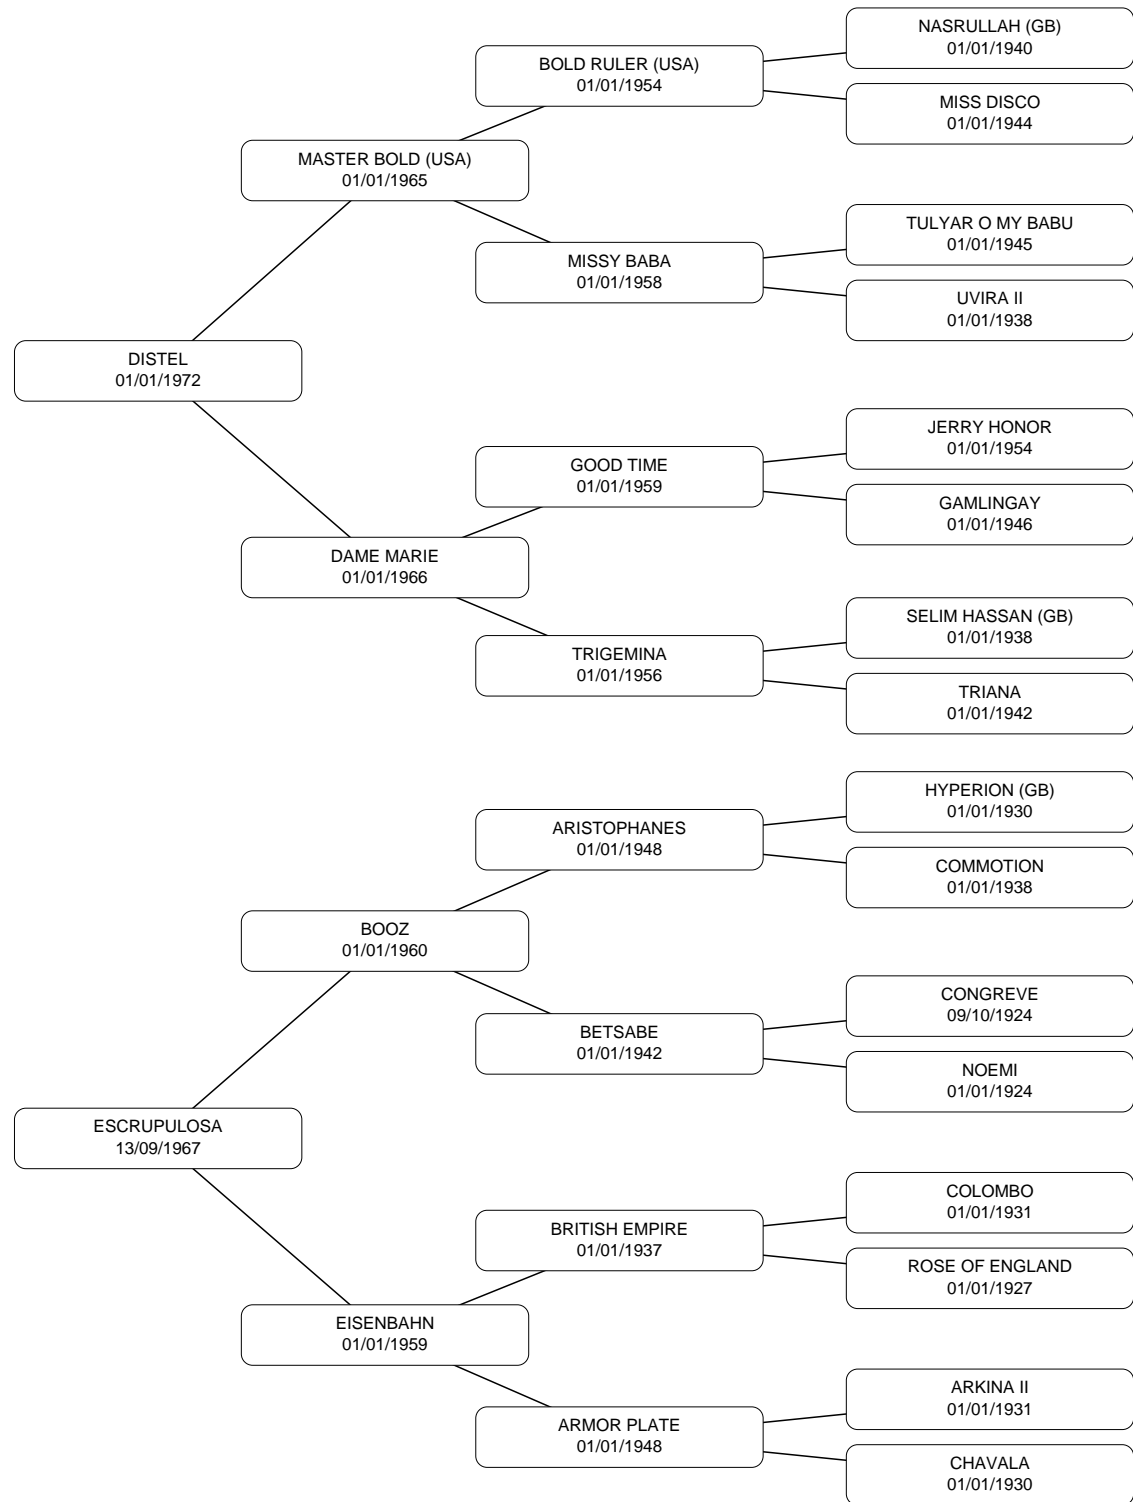 NASRULLAH (GB)
01/01/1940
BOLD RULER (USA)
01/01/1954
MISS DISCO
01/01/1944
MASTER BOLD (USA)
01/01/1965
TULYAR O MY BABU
01/01/1945
MISSY BABA
01/01/1958
UVIRA II
01/01/1938
DISTEL
01/01/1972
JERRY HONOR
01/01/1954
GOOD TIME
01/01/1959
GAMLINGAY
01/01/1946
DAME MARIE
01/01/1966
SELIM HASSAN (GB)
01/01/1938
TRIGEMINA
01/01/1956
TRIANA
01/01/1942
HYPERION (GB)
01/01/1930
ARISTOPHANES
01/01/1948
COMMOTION
01/01/1938
BOOZ
01/01/1960
CONGREVE
09/10/1924
BETSABE
01/01/1942
NOEMI
01/01/1924
ESCRUPULOSA
13/09/1967
COLOMBO
01/01/1931
BRITISH EMPIRE
01/01/1937
ROSE OF ENGLAND
01/01/1927
EISENBAHN
01/01/1959
ARKINA II
01/01/1931
ARMOR PLATE
01/01/1948
CHAVALA
01/01/1930